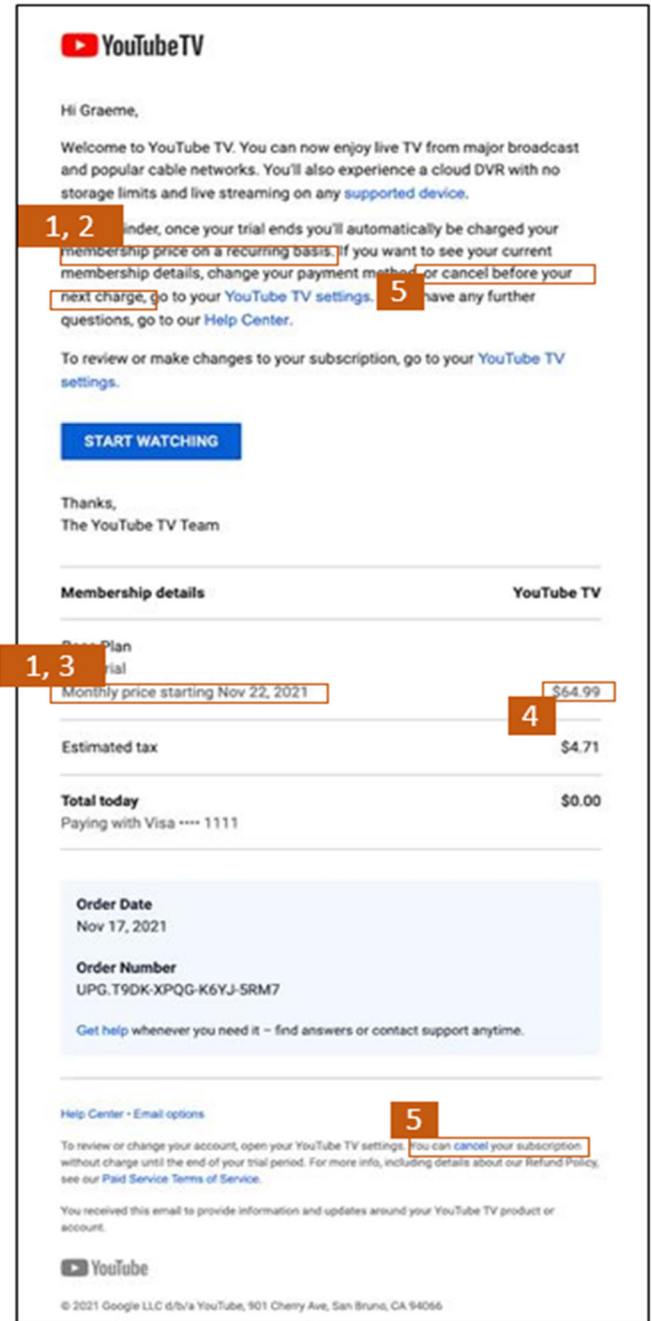 YouTubeTV
Hi Graeme,
Welcome to YouTube TV. You can now enjoy live TV from major broadcast
and popular cable networks. You'll also experience a cloud DVR with no
storage limits and live streaming on any supported device.
1, 2
inder, once your trial ends you'll automatically be charged your
membership price on a recurring basis. If you want to see your current
membership details, change your payment method, or cancel before your
next charge, go to your YouTube TV settings. 5 have any further
questions, go to our Help Center.
To review or make changes to your subscription, go to your YouTube TV
settings.
START WATCHING
Thanks,
The YouTube TV Team
Membership details YouTube TV
Plan
1, 3 rial
Monthly price starting Nov 22, 2021 $64.99
4
Estimated tax $4.71
Total today $0.00
Paying with Visa •••• 1111
Order Date
Nov 17, 2021
Order Number
UPG.T9DK-XPQG-K6YJ-5RM7
Get help whenever you need it – find answers or contact support anytime.
Help Center • Email options
5
To review or change your account, open your YouTube TV settings. You can cancel your subscription
without charge until the end of your trial period. For more info, including details about our Refund Policy,
see our Paid Service Terms of Service.
You received this email to provide information and updates around your YouTube TV product or
account.
YouTube
© 2021 Google LLC d/b/a YouTube, 901 Cherry Ave, San Bruno, CA 94066